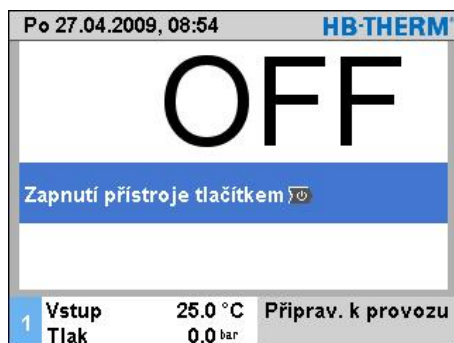 Po 27.04.2009, 08:54 HB-THERM®
OFF
Zapnutí přístroje tlačítkem
1 Vstup 25.0 °C Připrav. k provozu
Tlak 0.0 bar